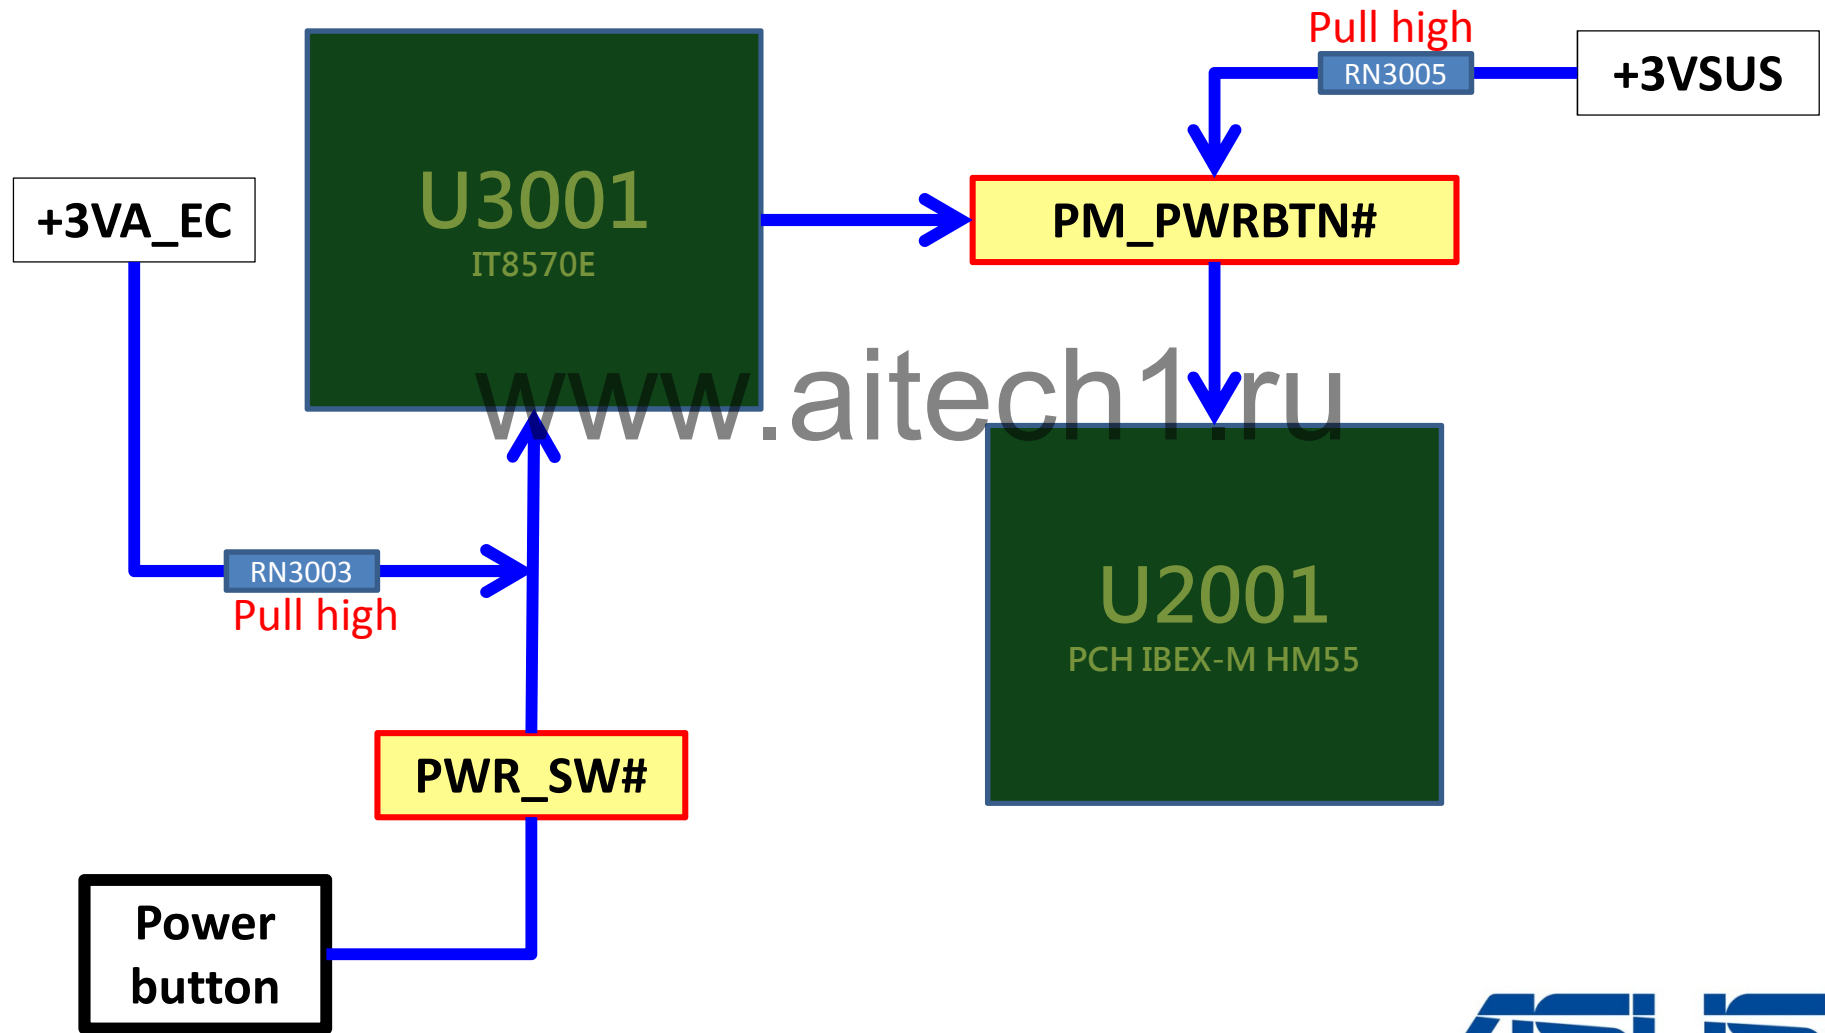 Pull high
RN3005
+3VSUS
U3001
IT8570E
+3VA_EC
PM_PWRBTN#
www.aitech1.ru
RN3003
Pull high
U2001
PCH IBEX-M HM55
PWR_SW#
Power
button
ASUS